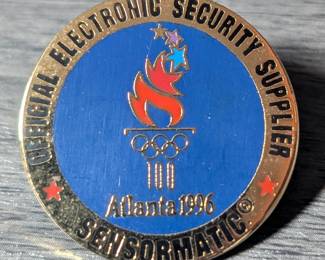 OFFICIAL ELECTRONIC SECURITY SUPPLIER
100
Atlanta 1996
SENSORMATIC®